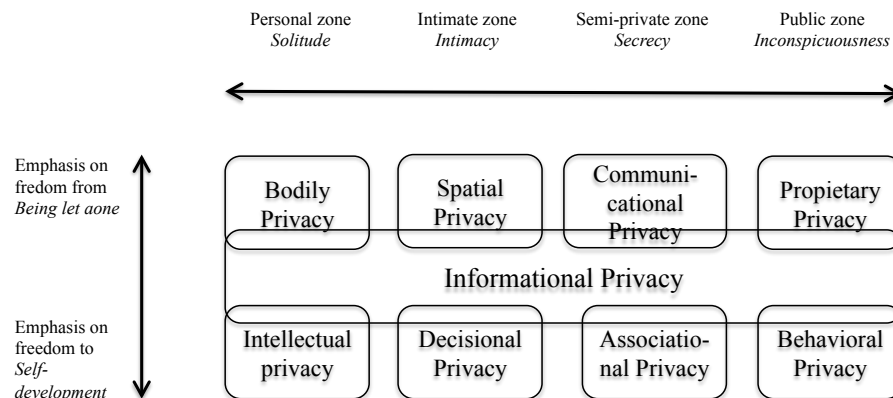 Personal zone
Solitude
Intimate zone
Intimacy
Semi-private zone
Secrecy
Public zone
Inconspicuousness
Emphasis on
fredom from
Being let aone
Bodily
Privacy
Spatial
Privacy
Communi-
cational
Privacy
Propietary
Privacy
Informational Privacy
Emphasis on
freedom to
Self-
development
Intellectual
privacy
Decisional
Privacy
Associatio-
nal Privacy
Behavioral
Privacy